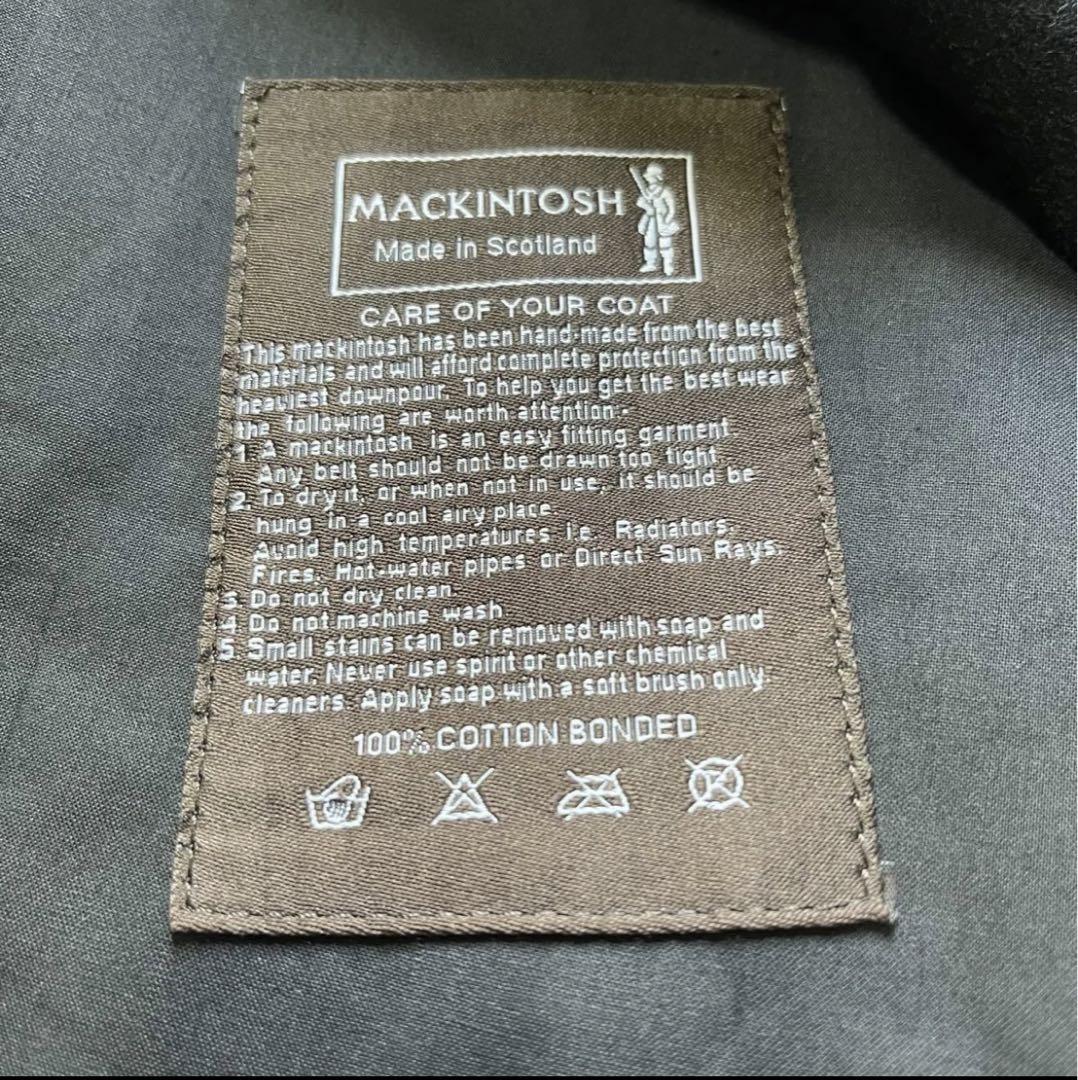 MACKINTOSH
Made in Scotland
CARE OF YOUR COAT
This mackintosh has been hand-made from the best
materials and will afford complete protection from the
heaviest downpour. To help you get the best wear
the following are worth attention:-
1 A mackintosh is an easy fitting garment
Any belt should not be drawn too tight
2. To dry it, or when not in use, it should be
hung in a cool airy place
Avoid high temperatures i.e. Radiators,
Fires, Hot-water pipes or Direct Sun Rays.
3. Do not dry clean.
4. Do not machine wash.
5. Small stains can be removed with soap and
water. Never use spirit or other chemical
cleaners. Apply soap with a soft brush only.
100% COTTON BONDED